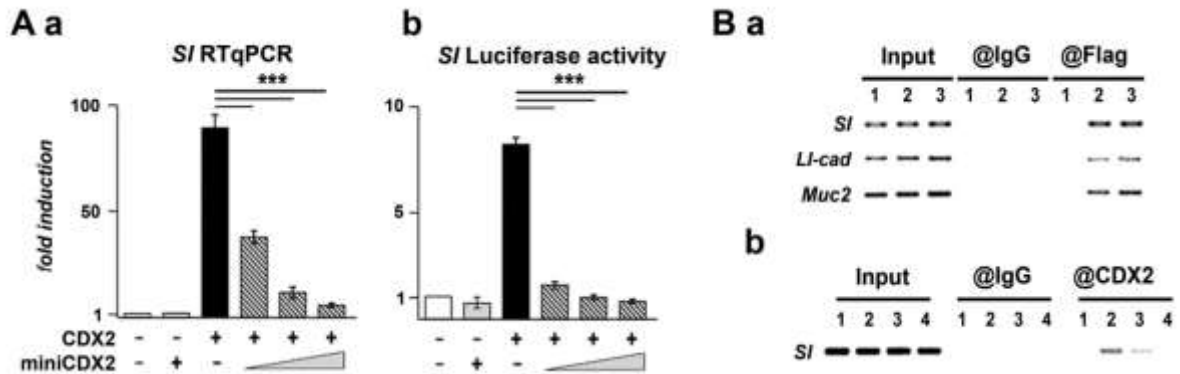 A a
SI RTqPCR
***
100
50
1
fold induction
CDX2 - - + + + +
miniCDX2 - + -
b
SI Luciferase activity
***
10
5
1
- - + + + +
- + -
B a
Input @IgG @Flag
1 2 3 1 2 3 1 2 3
SI
LI-cad
Muc2
b
Input @IgG @CDX2
1 2 3 4 1 2 3 4 1 2 3 4
SI